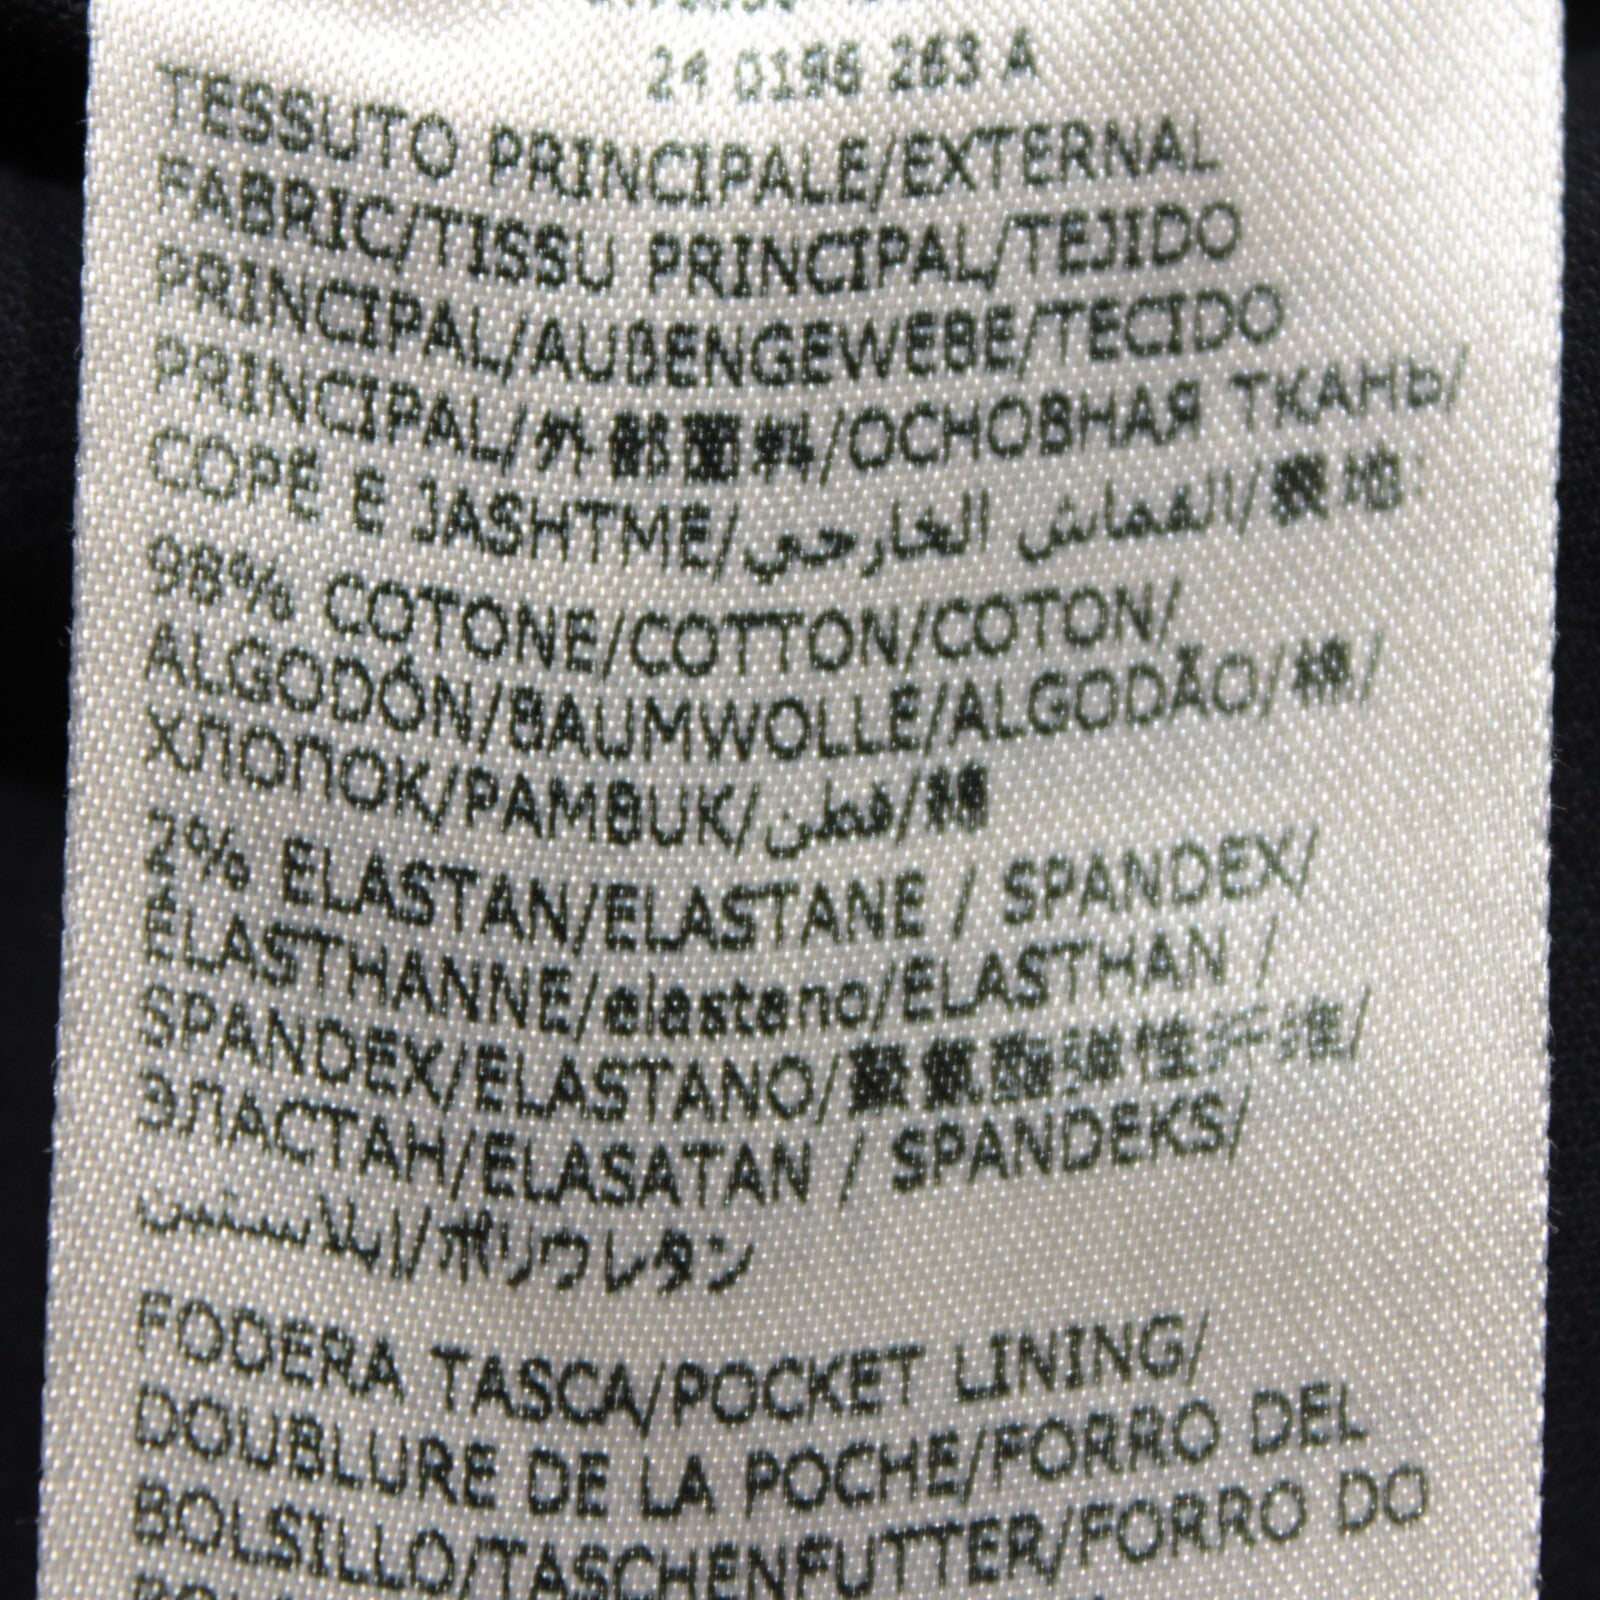 24 0196 263 A
TESSUTO PRINCIPALE/EXTERNAL
FABRIC/TISSU PRINCIPAL/TEJIDO
PRINCIPAL/AUßENGEWEBE/TECIDO
PRINCIPAL/外部面料/ОСНОВНАЯ ТКАНЬ/
COPË E JASHTME/القماش الخارجي/表地:
98% COTONE/COTTON/COTON/
ALGODÓN/BAUMWOLLE/ALGODÃO/棉/
ХЛОПОК/PAMBUK/قطن/綿
2% ELASTAN/ELASTANE / SPANDEX/
ÉLASTHANNE/elastano/ELASTHAN /
SPANDEX/ELASTANO/聚氨酯弹性纤维/
ЭЛАСТАН/ELASATAN / SPANDEKS/
إيلاستين/ポリウレタン
FODERA TASCA/POCKET LINING/
DOUBLURE DE LA POCHE/FORRO DEL
BOLSILLO/TASCHENFUTTER/FORRO DO